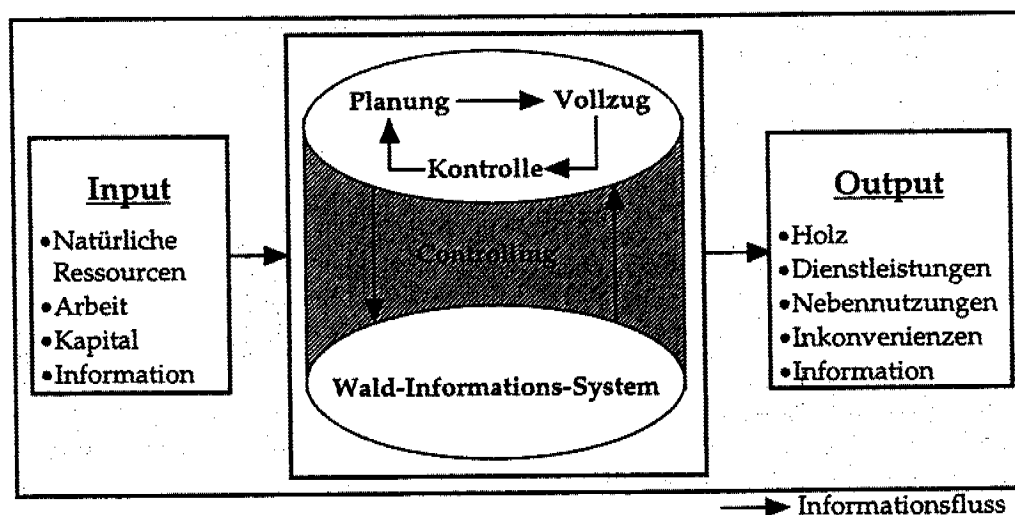 Input
•Natürliche
Ressourcen
•Arbeit
•Kapital
•Information
Planung
Vollzug
Kontrolle
Controlling
Wald-Informations-System
Output
•Holz
•Dienstleistungen
•Nebennutzungen
•Inkonvenienzen
•Information
Informationsfluss